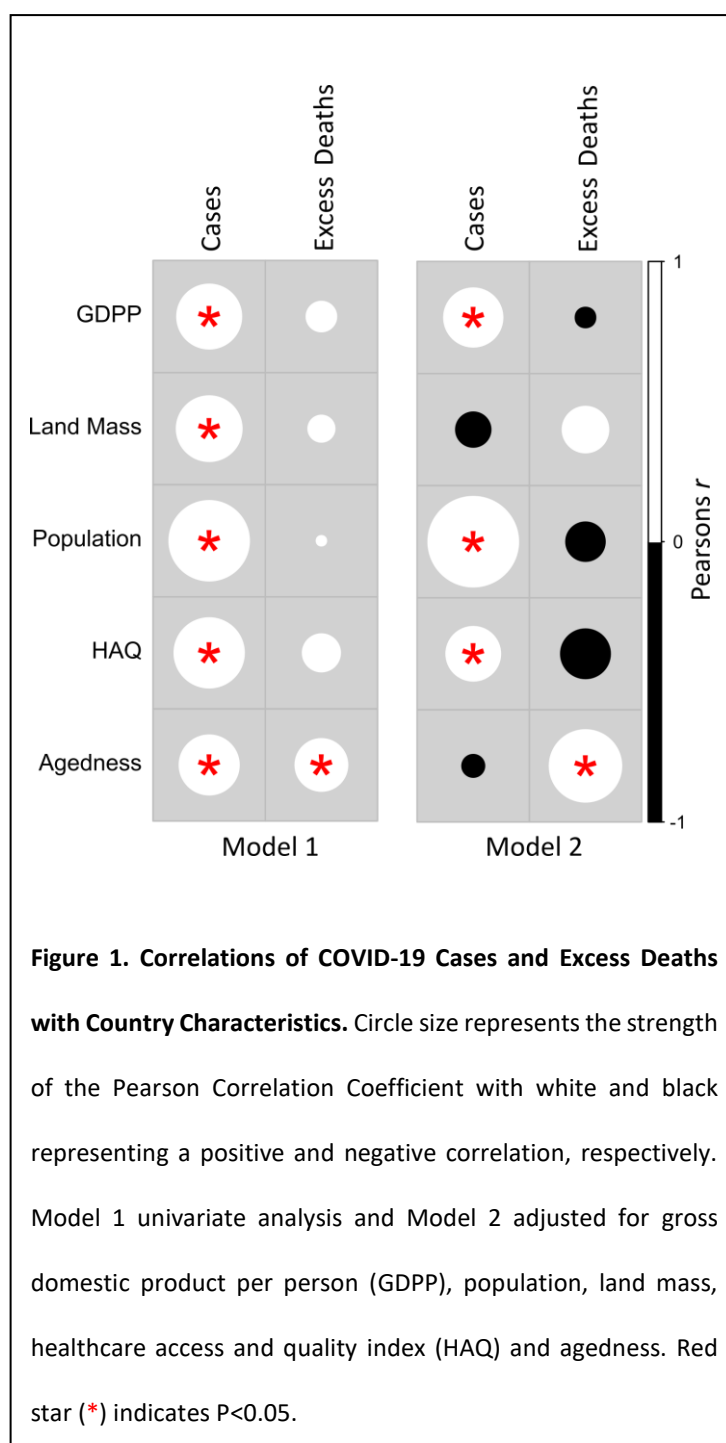 Cases
Excess Deaths
Cases
Excess Deaths
GDPP
* * 1
Land Mass
*
Population
* * 0
HAQ
* *
Agedness
* * * -1
Pearsons r
Model 1 Model 2
Figure 1. Correlations of COVID-19 Cases and Excess Deaths
with Country Characteristics. Circle size represents the strength
of the Pearson Correlation Coefficient with white and black
representing a positive and negative correlation, respectively.
Model 1 univariate analysis and Model 2 adjusted for gross
domestic product per person (GDPP), population, land mass,
healthcare access and quality index (HAQ) and agedness. Red
star (*) indicates P<0.05.